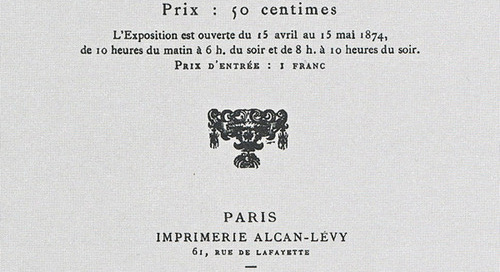 Prix : 50 centimes
L'Exposition est ouverte du 15 avril au 15 mai 1874,
de 10 heures du matin à 6 h. du soir et de 8 h. à 10 heures du soir.
PRIX D'ENTRÉE : 1 FRANC
PARIS
IMPRIMERIE ALCAN-LÉVY
61, RUE DE LAFAYETTE